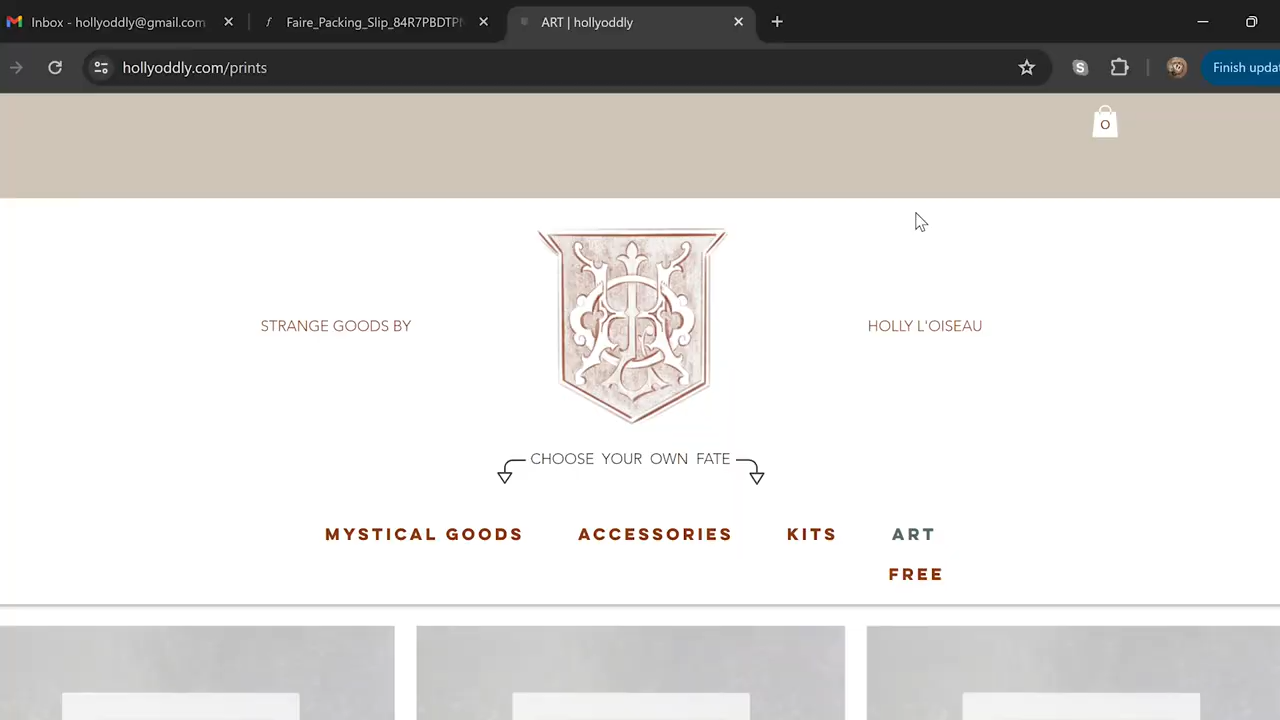 Inbox - hollyoddly@gmail.com
Faire_Packing_Slip_84R7PBDTP
ART | hollyoddly
hollyoddly.com/prints
S
Finish upda
0
STRANGE GOODS BY
HOLLY L'OISEAU
CHOOSE YOUR OWN FATE
MYSTICAL GOODS ACCESSORIES KITS ART
FREE